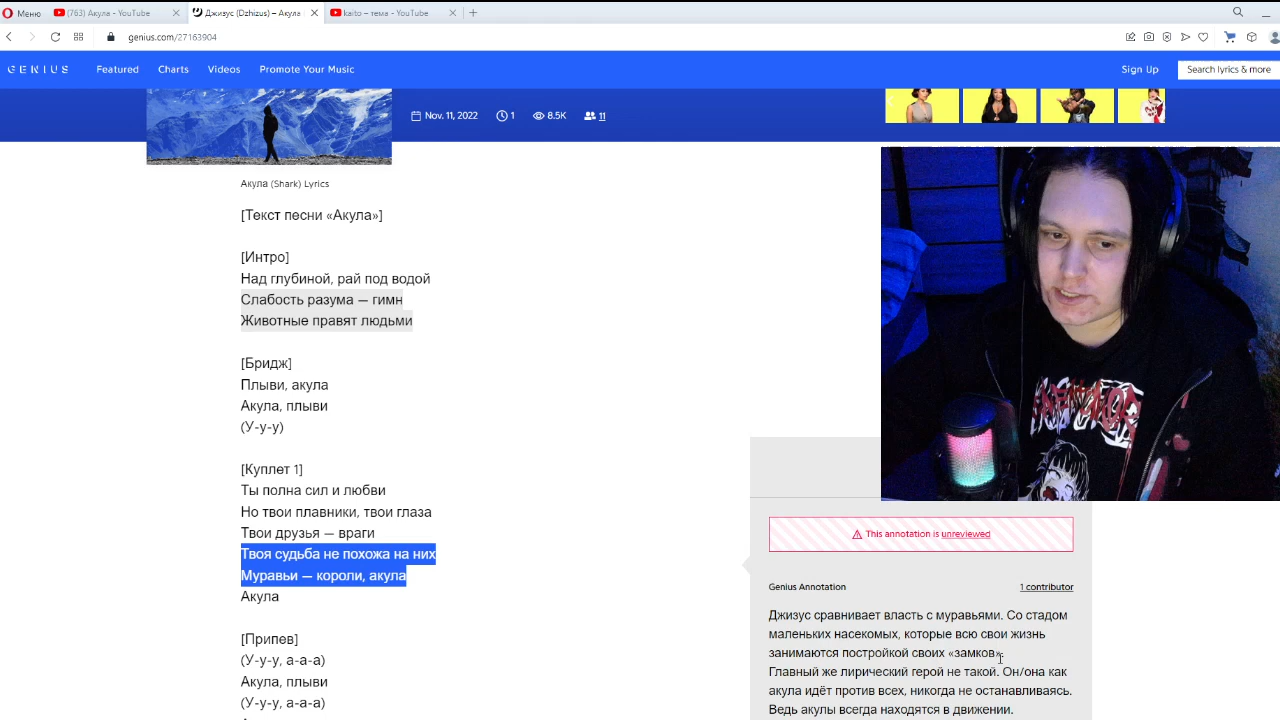 Меню
(763) Акула - YouTube
Джизус (Dzhizus) – Акула
kaito – тема - YouTube
genius.com/27163904
GENIUS
Featured
Charts
Videos
Promote Your Music
Sign Up
Search lyrics & more
Nov. 11, 2022
1
8.5K
11
Акула (Shark) Lyrics
[Текст песни «Акула»]
[Интро]
Над глубиной, рай под водой
Слабость разума — гимн
Животные правят людьми
[Бридж]
Плыви, акула
Акула, плыви
(У-у-у)
[Куплет 1]
Ты полна сил и любви
Но твои плавники, твои глаза
Твои друзья — враги
Твоя судьба не похожа на них
Муравьи — короли, акула
Акула
[Припев]
(У-у-у, а-а-а)
Акула, плыви
(У-у-у, а-а-а)
This annotation is unreviewed
Genius Annotation
1 contributor
Джизус сравнивает власть с муравьями. Со стадом
маленьких насекомых, которые всю свои жизнь
занимаются постройкой своих «замков».
Главный же лирический герой не такой. Он/она как
акула идёт против всех, никогда не останавливаясь.
Ведь акулы всегда находятся в движении.